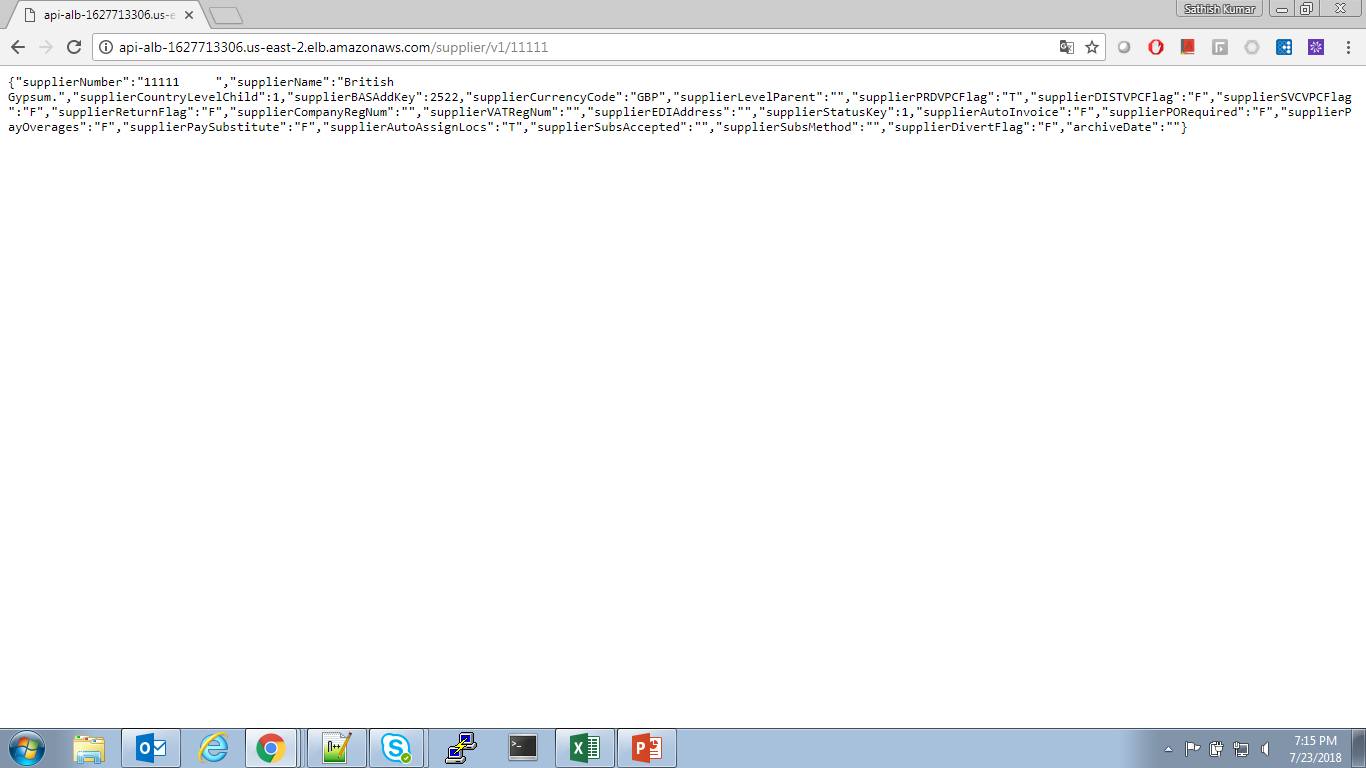 api-alb-1627713306.us-e
Sathish Kumar
api-alb-1627713306.us-east-2.elb.amazonaws.com/supplier/v1/11111
{"supplierNumber":"11111     ","supplierName":"British
Gypsum.","supplierCountryLevelChild":1,"supplierBASAddKey":2522,"supplierCurrencyCode":"GBP","supplierLevelParent":"","supplierPRDVPCFlag":"T","supplierDISTVPCFlag":"F","supplierSVCVPCFlag
":"F","supplierReturnFlag":"F","supplierCompanyRegNum":"","supplierVATRegNum":"","supplierEDIAddress":"","supplierStatusKey":1,"supplierAutoInvoice":"F","supplierPORequired":"F","supplierP
ayOverages":"F","supplierPaySubstitute":"F","supplierAutoAssignLocs":"T","supplierSubsAccepted":"","supplierSubsMethod":"","supplierDivertFlag":"F","archiveDate":""}
7:15 PM
7/23/2018